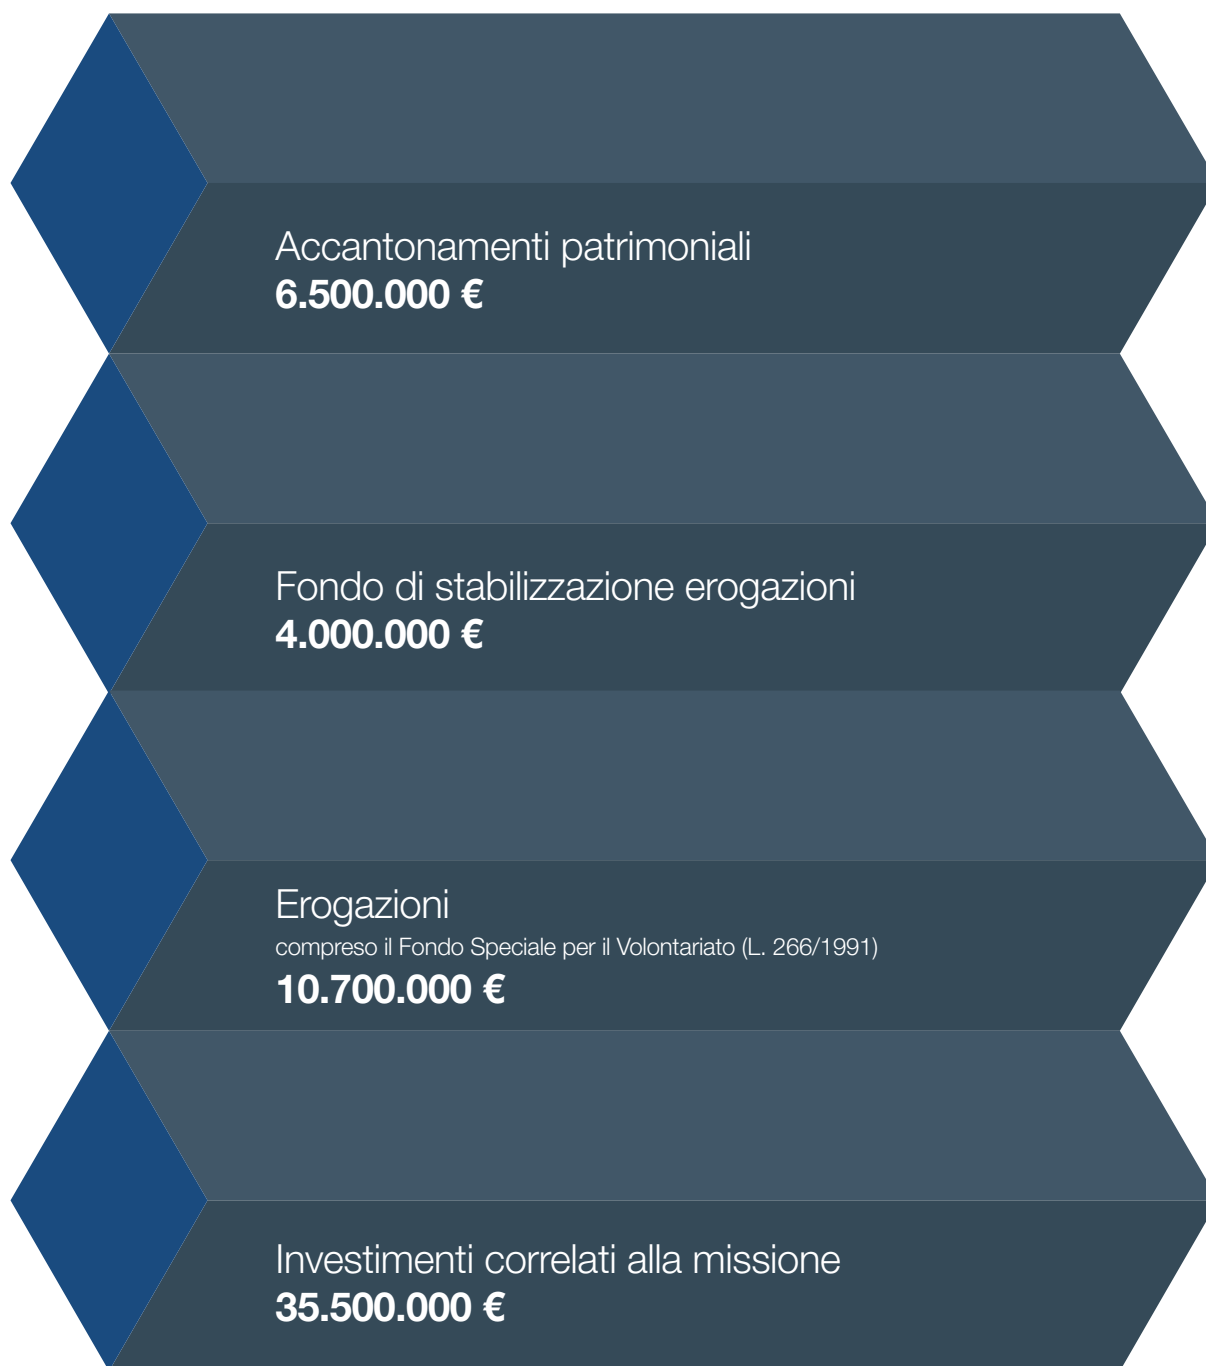 Accantonamenti patrimoniali
6.500.000 €
Fondo di stabilizzazione erogazioni
4.000.000 €
Erogazioni
compreso il Fondo Speciale per il Volontariato (L. 266/1991)
10.700.000 €
Investimenti correlati alla missione
35.500.000 €